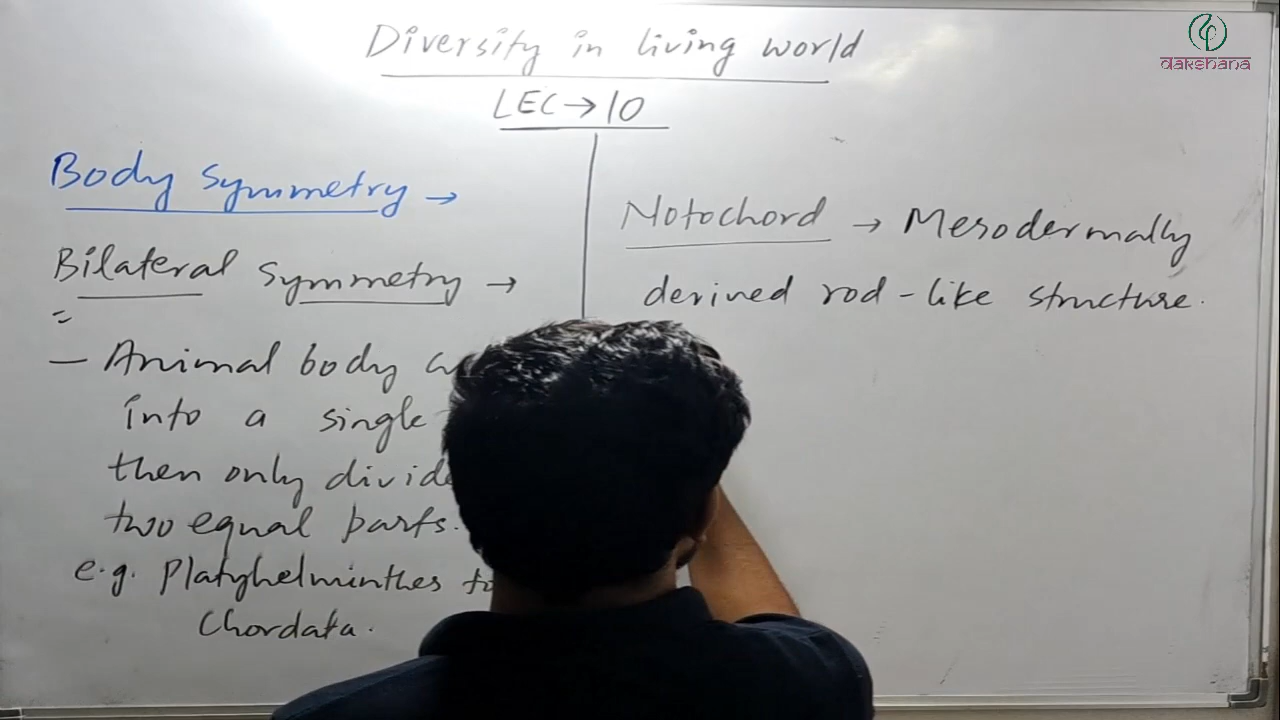 Diversity in living world
LEC → 10
dakshana
Body Symmetry →
Bilateral Symmetry →
- Animal body
into a single
then only divide
two equal parts.
e.g. Platyhelminthes to
Chordata.
Notochord → Mesodermally
derived rod-like structure.